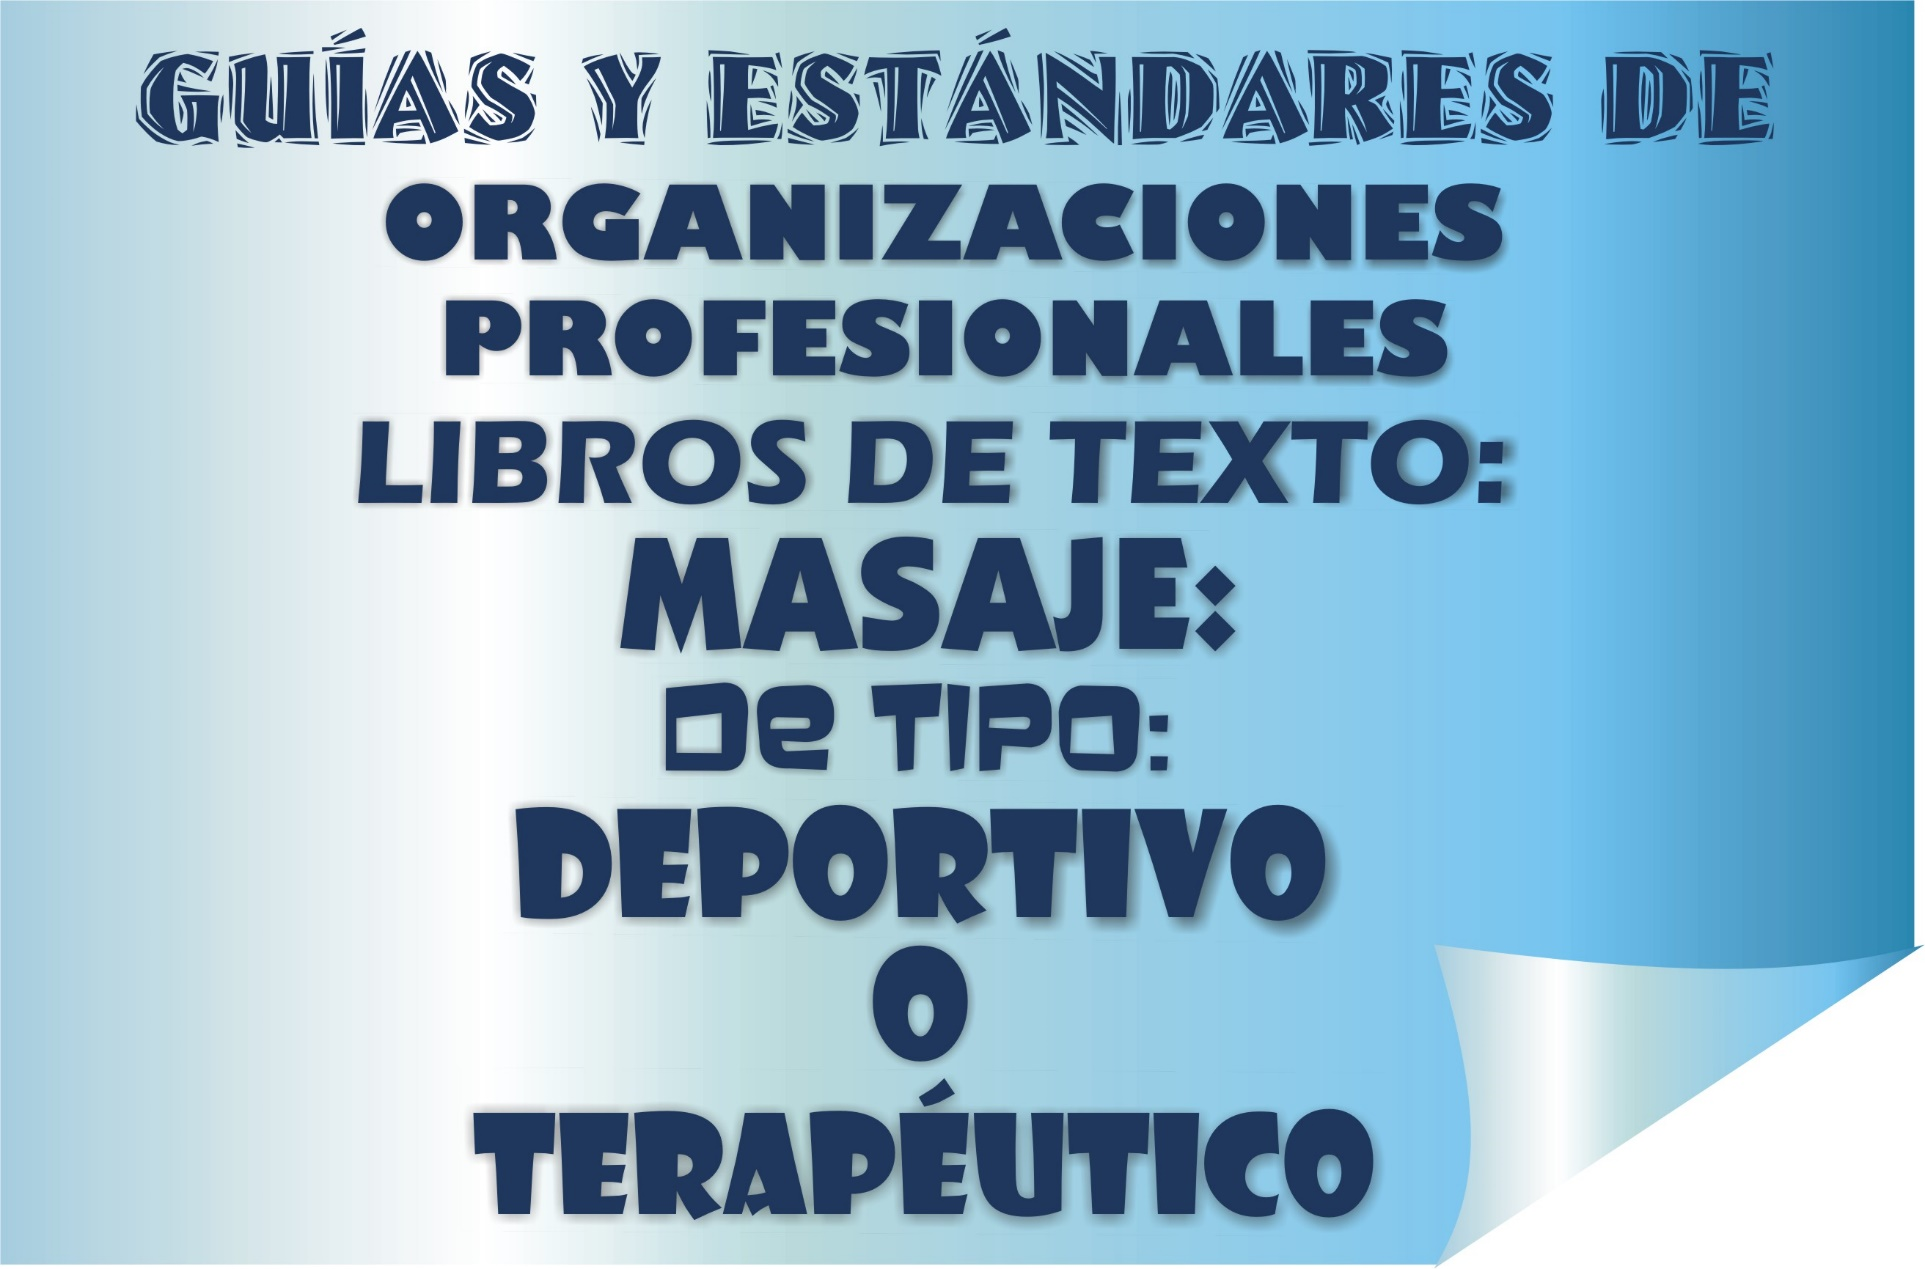 GUÍAS Y ESTÁNDARES DE
ORGANIZACIONES
PROFESIONALES
LIBROS DE TEXTO:
MASAJE:
De TIPO:
DEPORTIVO
O
TERAPÉUTICO